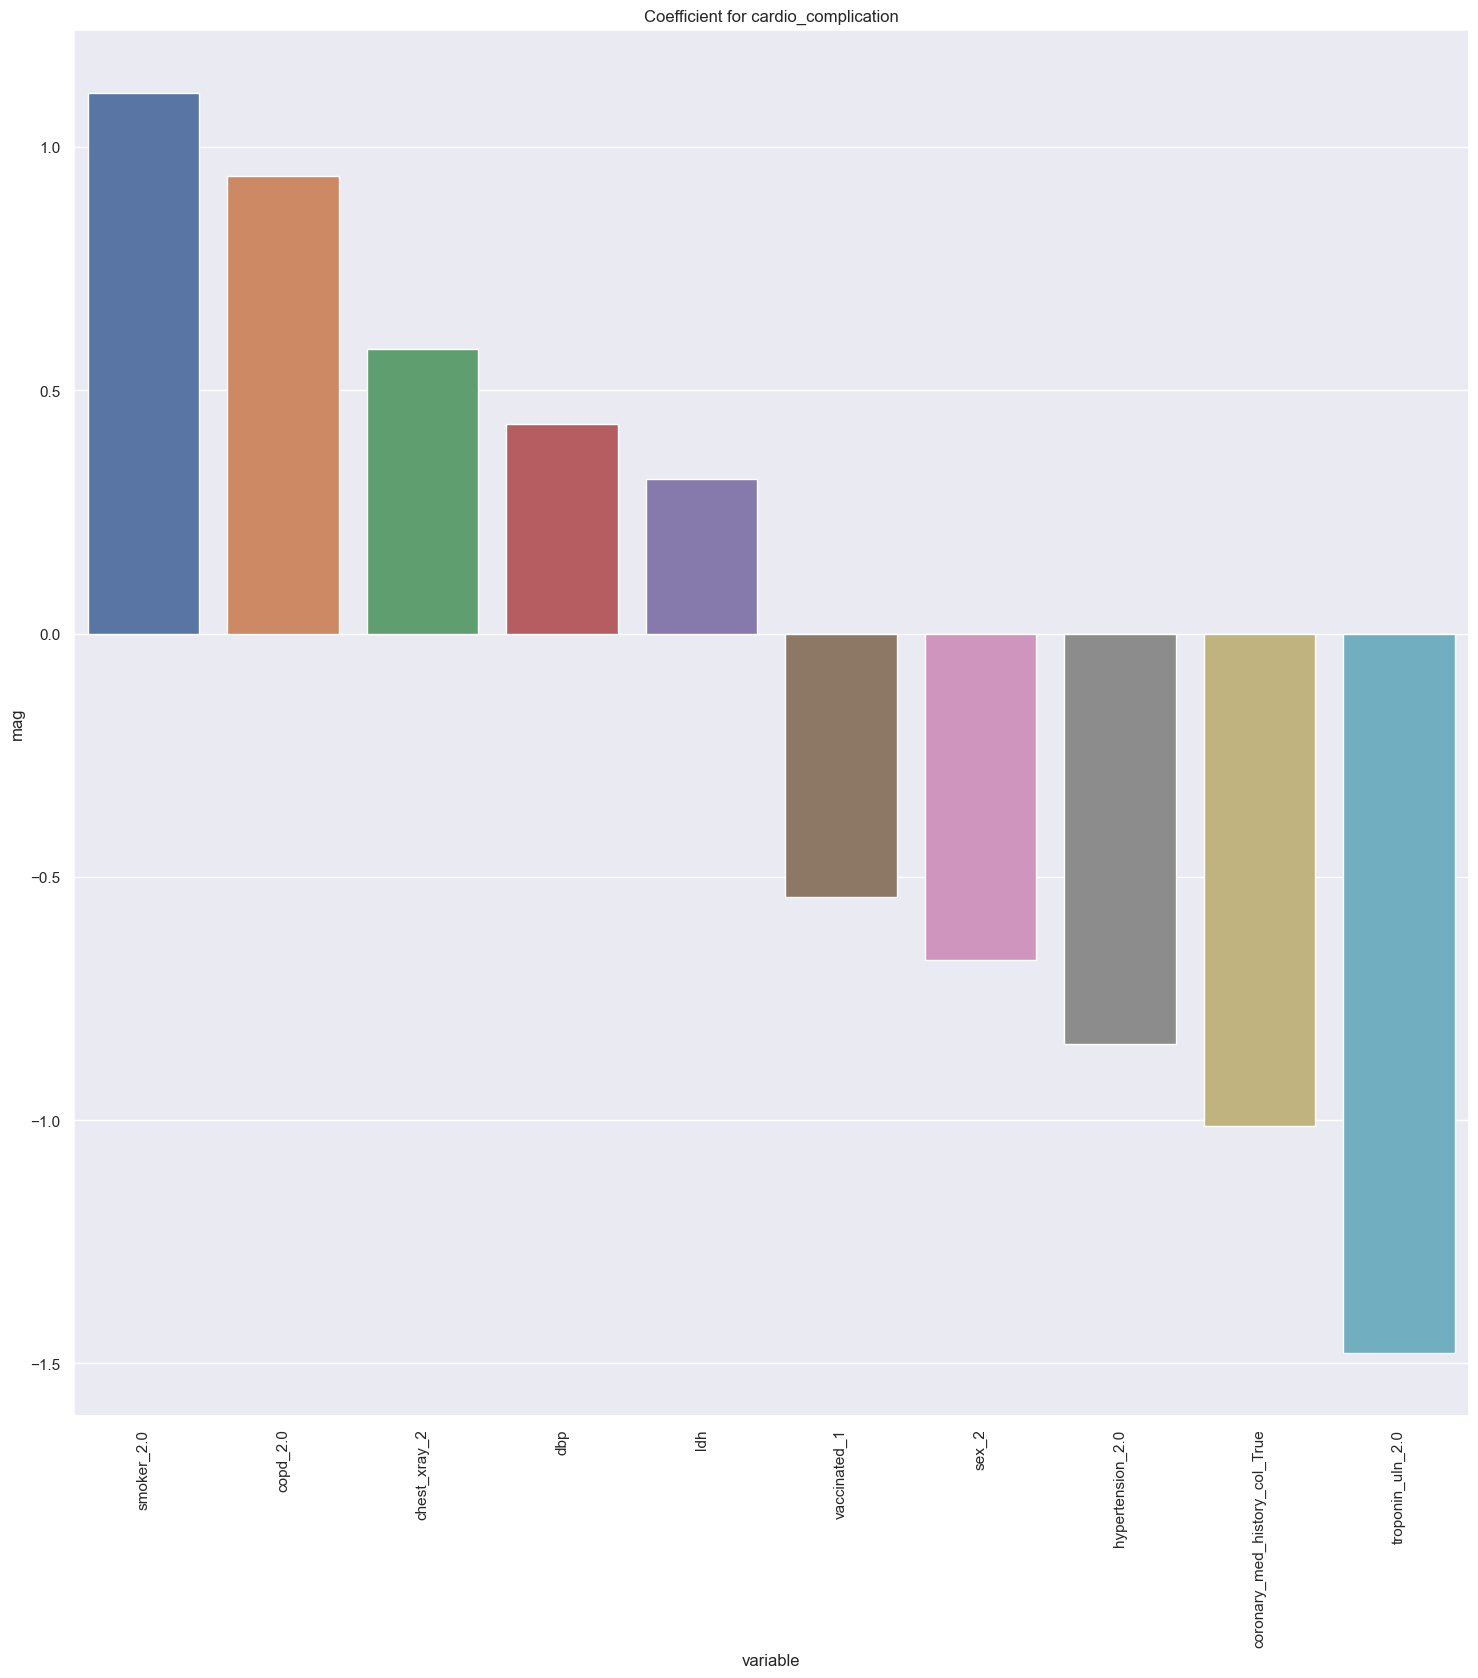 Coefficient for cardio_complication
1.0
0.5
0.0
−0.5
−1.0
−1.5
mag
smoker_2.0
copd_2.0
chest_xray_2
dbp
ldh
vaccinated_1
sex_2
hypertension_2.0
coronary_med_history_col_True
troponin_uln_2.0
variable